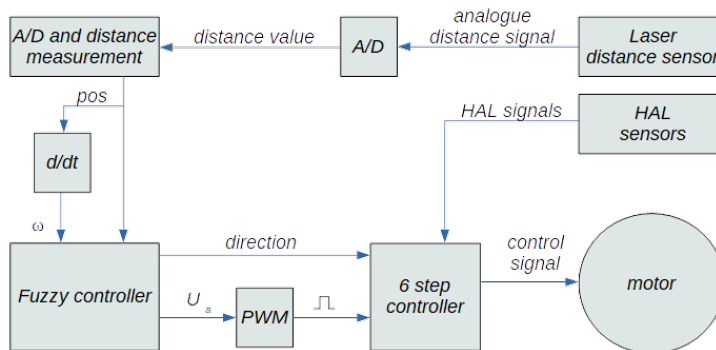 A/D and distance
measurement
distance value
A/D
analogue
distance signal
Laser
distance sensor
pos
HAL signals
HAL
sensors
d/dt
ω
direction
control
signal
Fuzzy controller
U a
PWM
6 step
controller
motor